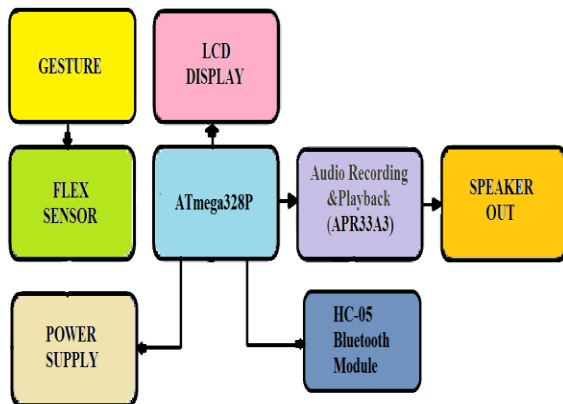 GESTURE
LCD
DISPLAY
FLEX
SENSOR
ATmega328P
Audio Recording
&Playback
(APR33A3)
SPEAKER
OUT
POWER
SUPPLY
HC-05
Bluetooth
Module